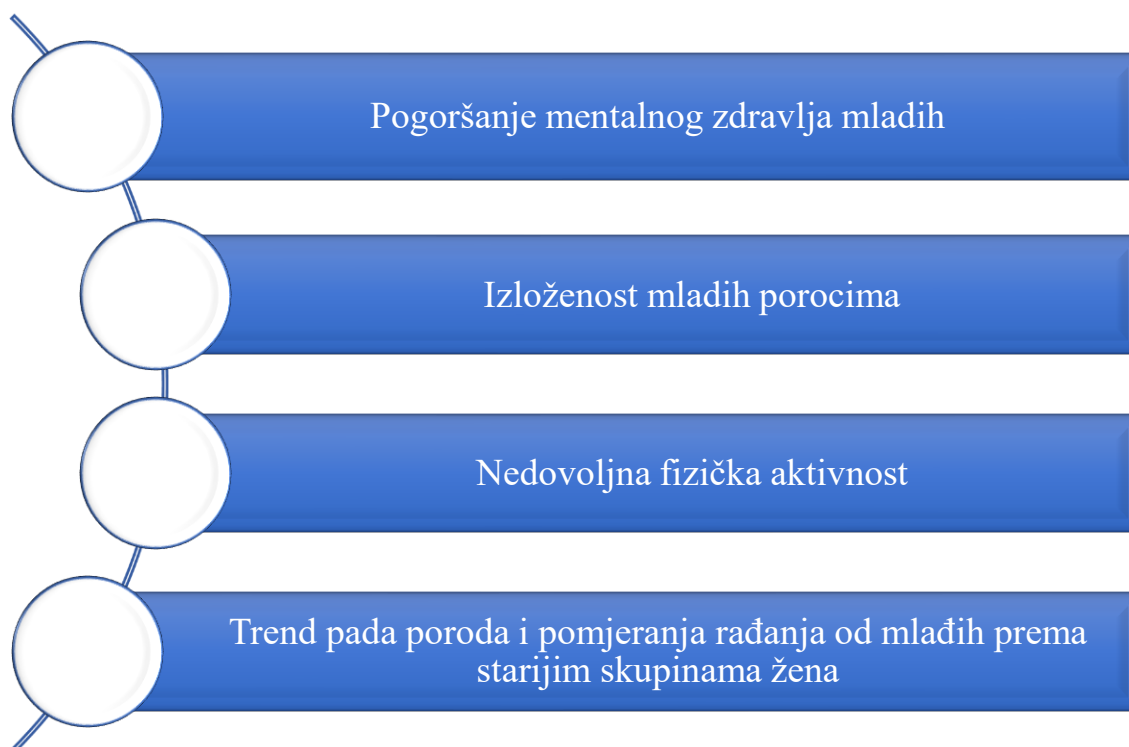 Pogoršanje mentalnog zdravlja mladih
Izloženost mladih porocima
Nedovoljna fizička aktivnost
Trend pada poroda i pomjeranja rađanja od mlađih prema
starijim skupinama žena